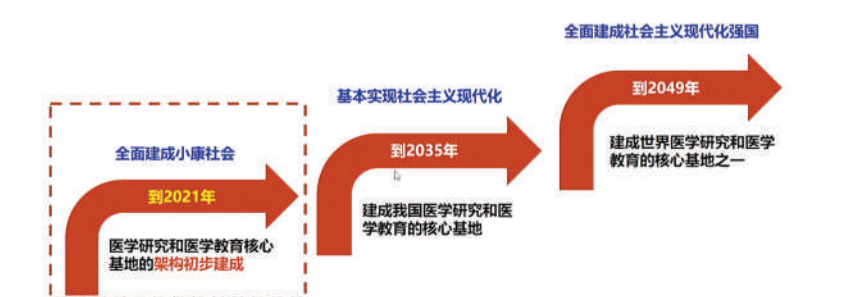 全面建成社会主义现代化强国
到2049年
建成世界医学研究和医学
教育的核心基地之一
基本实现社会主义现代化
到2035年
建成我国医学研究和医
学教育的核心基地
全面建成小康社会
到2021年
医学研究和医学教育核心
基地的架构初步建成